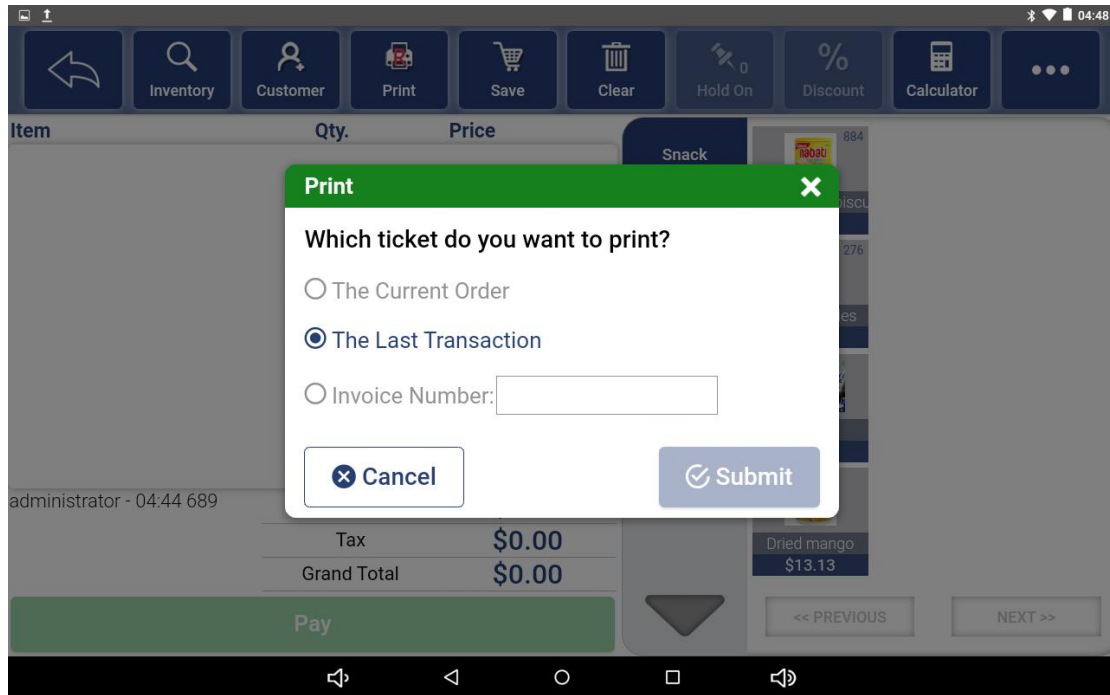 04:48
Inventory
Customer
Print
Save
Clear
0
Hold On
%
Discount
Calculator
Item Qty. Price
Snack
884
nabati
Print
Which ticket do you want to print?
276
The Current Order
The Last Transaction
Invoice Number:
Cancel
Submit
administrator - 04:44 689
Tax $0.00
Grand Total $0.00
Dried mango
$13.13
Pay
<< PREVIOUS
NEXT >>